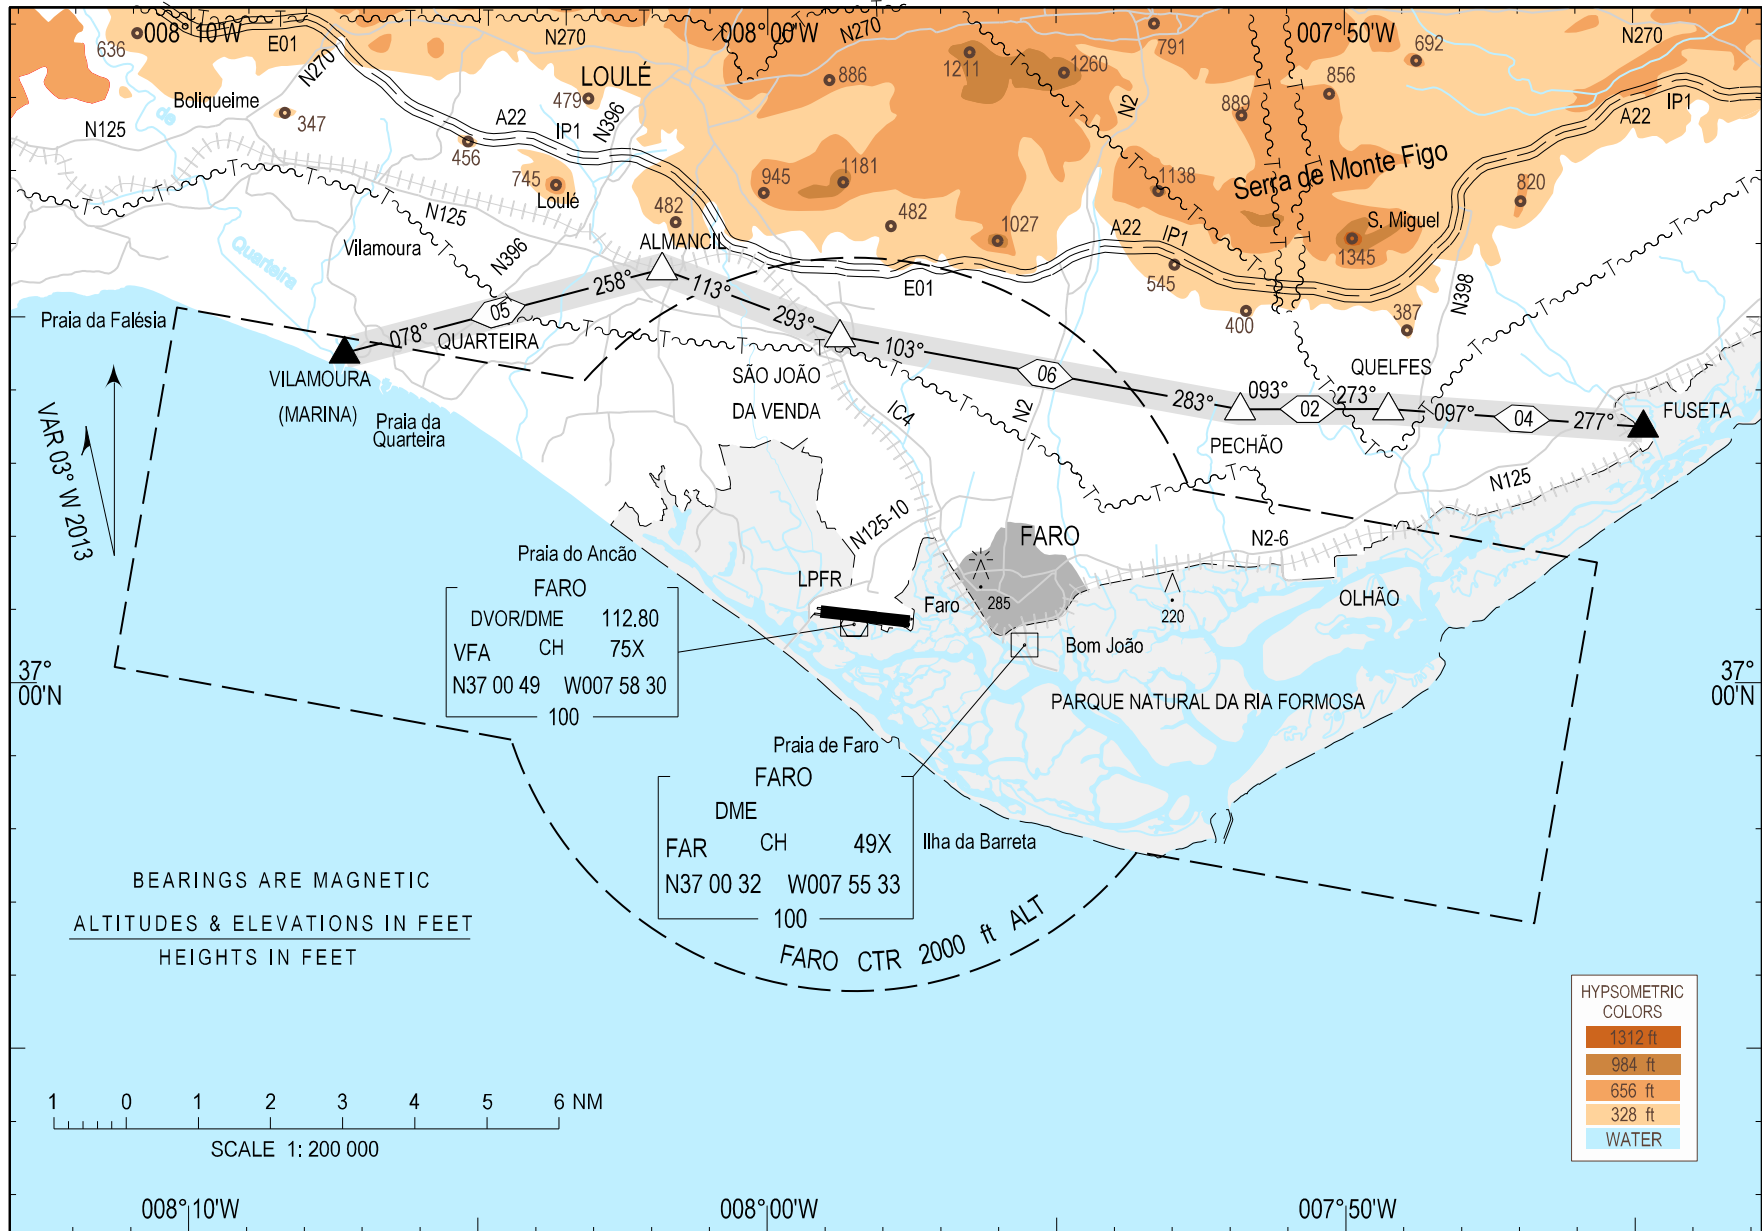 008°10'W
008°00'W
007°50'W
636
E01
N270
N270
N270
791
692
N270
LOULÉ
886
1211
1260
856
Boliqueime
de
347
479
N396
N2
889
A22
IP1
N125
A22
IP1
456
745
Loulé
945
1181
1138
Serra de Monte Figo
820
N125
482
482
1027
A22
IP1
S. Miguel
1345
Quarteira
Vilamoura
N396
ALMANCIL
E01
545
N398
258°
113°
05
293°
400
387
Praia da Falésia
078°
QUARTEIRA
103°
QUELFES
VILAMOURA
(MARINA)
SÃO JOÃO
DA VENDA
06
283°
093°
273°
02
097°
04
277°
FUSETA
VAR 03° W 2013
Praia da
Quarteira
IC4
N2
PECHÃO
N125
N125-10
FARO
N2-6
Praia do Ancão
LPFR
Faro
285
220
OLHÃO
FARO
DVOR/DME 112.80
VFA CH 75X
N37 00 49 W007 58 30
100
Bom João
37°
00'N
37°
00'N
PARQUE NATURAL DA RIA FORMOSA
Praia de Faro
FARO
DME
FAR CH 49X
N37 00 32 W007 55 33
100
Ilha da Barreta
BEARINGS ARE MAGNETIC
ALTITUDES & ELEVATIONS IN FEET
HEIGHTS IN FEET
FARO CTR 2000 ft ALT
HYPSOMETRIC
COLORS
1312 ft
984 ft
656 ft
328 ft
WATER
1 0 1 2 3 4 5 6 NM
SCALE 1: 200 000
008°10'W
008°00'W
007°50'W